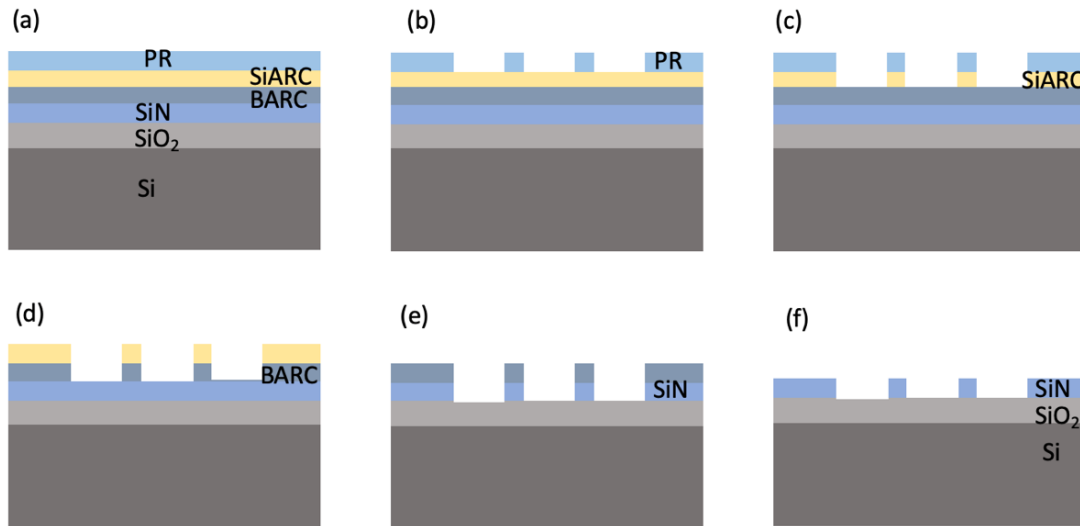 (a)
PR
SiARC
BARC
SiN
SiO₂
Si
(b)
PR
(c)
SiARC
(d)
BARC
(e)
SiN
(f)
SiN
SiO₂
Si